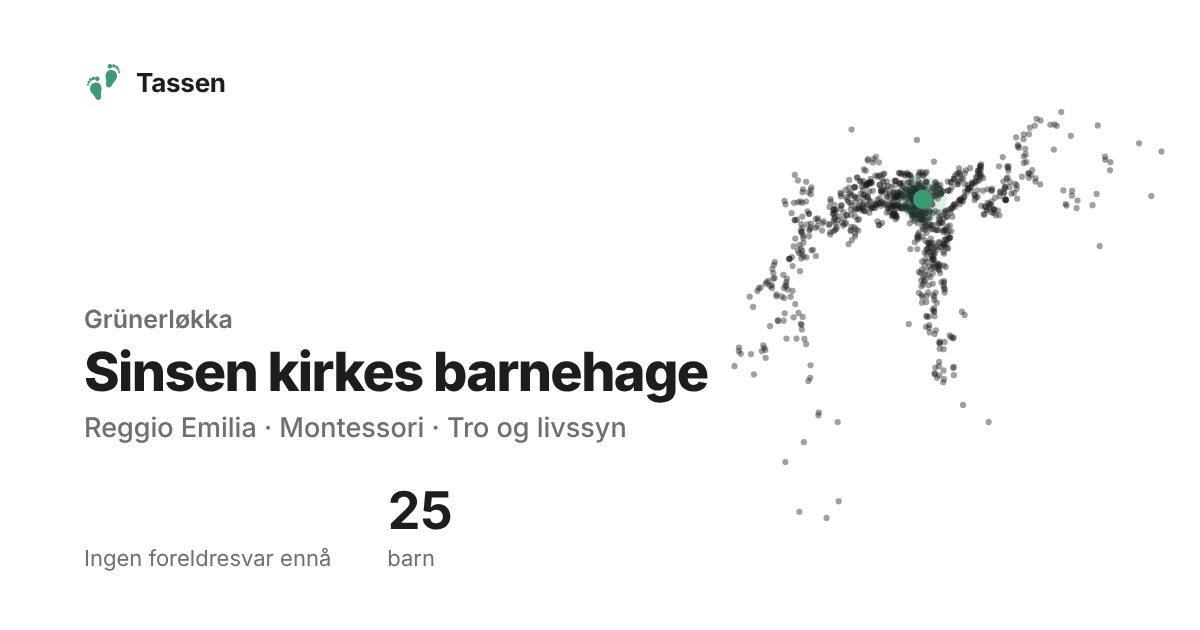 Tassen
Grünerløkka
Sinsen kirkes barnehage
Reggio Emilia · Montessori · Tro og livssyn
25
Ingen foreldresvar ennå
barn